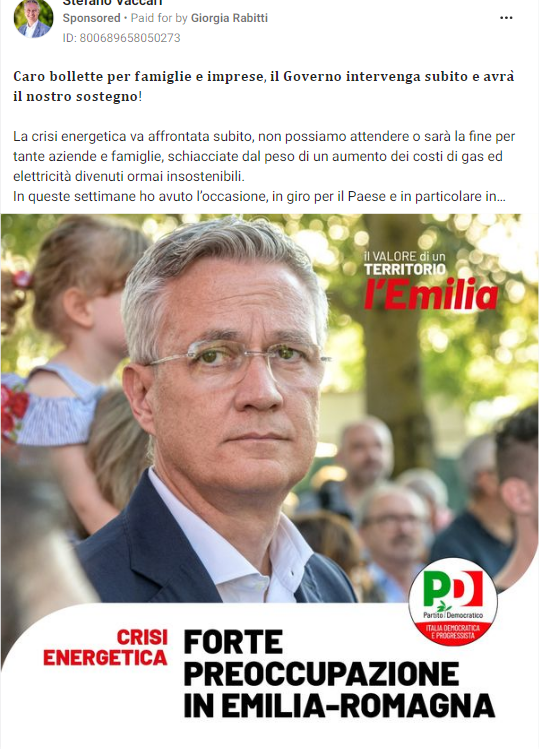 Stefano Vaccari
Sponsored • Paid for by Giorgia Rabitti
ID: 800689658050273
Caro bollette per famiglie e imprese, il Governo intervenga subito e avrà
il nostro sostegno!
La crisi energetica va affrontata subito, non possiamo attendere o sarà la fine per
tante aziende e famiglie, schiacciate dal peso di un aumento dei costi di gas ed
elettricità divenuti ormai insostenibili.
In queste settimane ho avuto l’occasione, in giro per il Paese e in particolare in...
il VALORE di un
TERRITORIO
l'Emilia
PD
Partito Democratico
ITALIA DEMOCRATICA
E PROGRESSISTA
CRISI
ENERGETICA
FORTE
PREOCCUPAZIONE
IN EMILIA-ROMAGNA